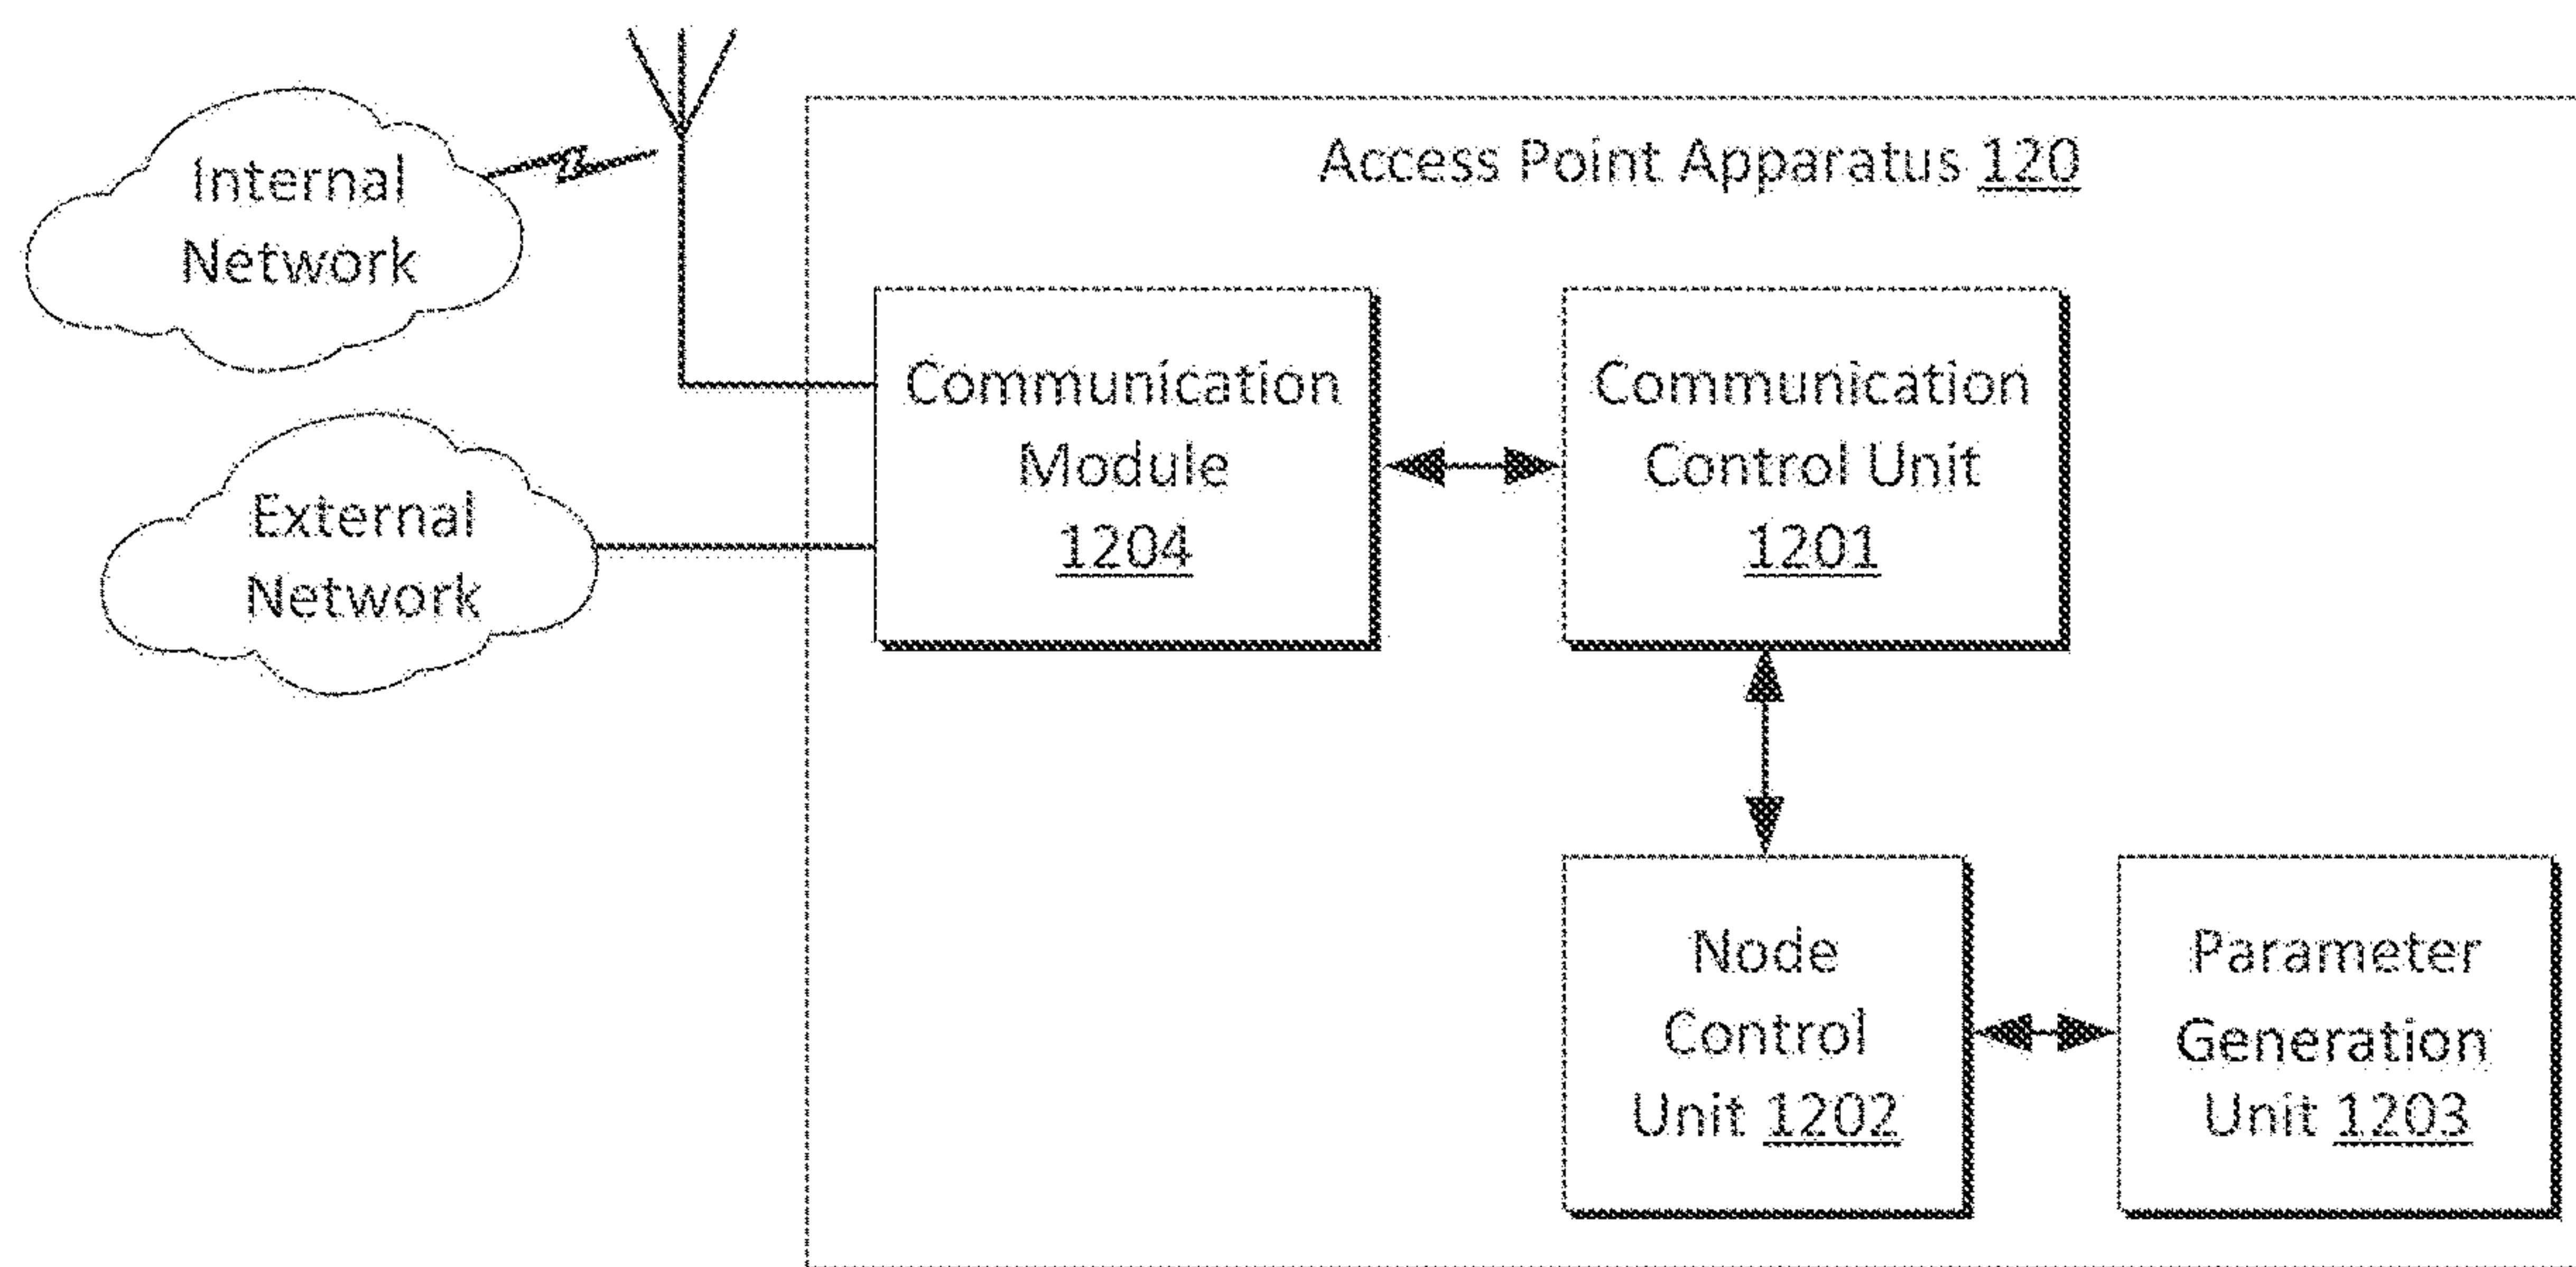 Access Point Apparatus 120
Internal
Network
External
Network
Communication
Module
1204
Communication
Control Unit
1201
Node
Control
Unit 1202
Parameter
Generation
Unit 1203